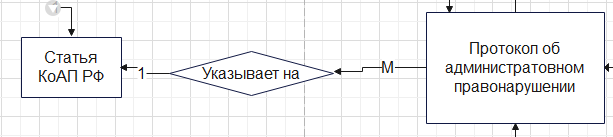 Статья
КоАП РФ
1
Указывает на
М
Протокол об
административном
правонарушении